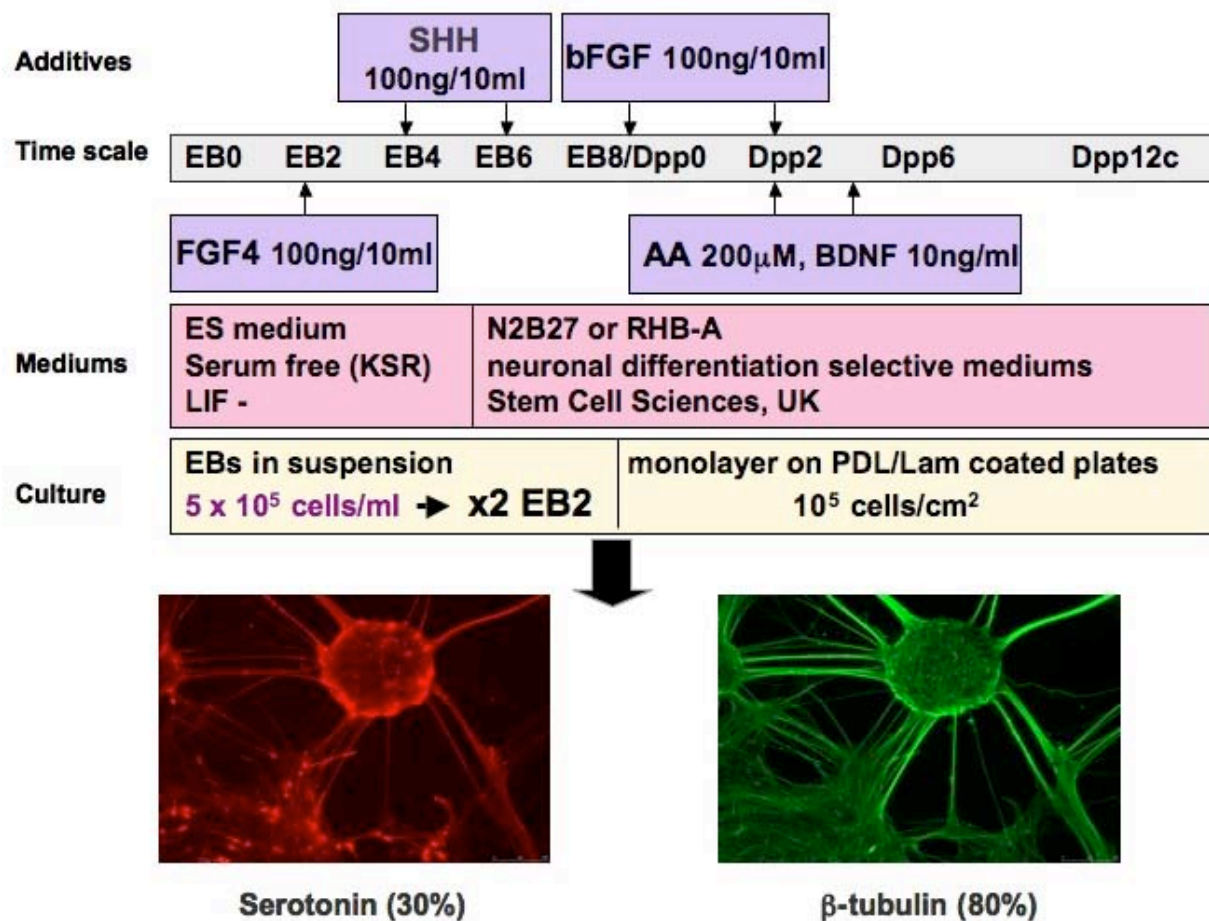 Additives
SHH
100ng/10ml
bFGF 100ng/10ml
Time scale
EB0 EB2 EB4 EB6 EB8/Dpp0 Dpp2 Dpp6 Dpp12c
FGF4 100ng/10ml
AA 200μM, BDNF 10ng/ml
Mediums
ES medium
Serum free (KSR)
LIF -
N2B27 or RHB-A
neuronal differentiation selective mediums
Stem Cell Sciences, UK
Culture
EBs in suspension
5 x 10⁵ cells/ml → x2 EB2
monolayer on PDL/Lam coated plates
10⁵ cells/cm²
Serotonin (30%)
β-tubulin (80%)